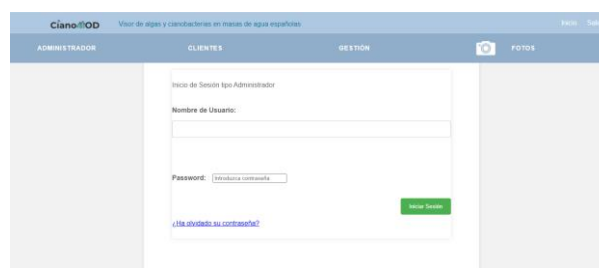 CíanoMOD Visor de algas y cianobacterias en masas de agua españolas Inicio
ADMINISTRADOR CLIENTES GESTIÓN FOTOS
Inicio de Sesión tipo Administrador
Nombre de Usuario:
Password: Introduzca contraseña
Iniciar Sesión
¿Ha olvidado su contraseña?